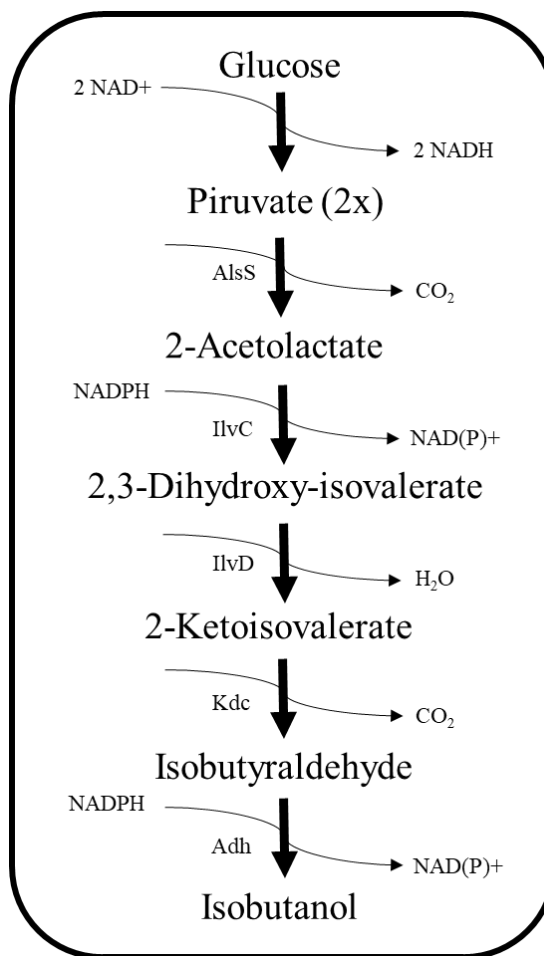 Glucose
2 NAD+
2 NADH
Piruvate (2x)
AlsS
CO₂
2-Acetolactate
NADPH
IlvC
NAD(P)+
2,3-Dihydroxy-isovalerate
IlvD
H₂O
2-Ketoisovalerate
Kdc
CO₂
Isobutyraldehyde
NADPH
Adh
NAD(P)+
Isobutanol